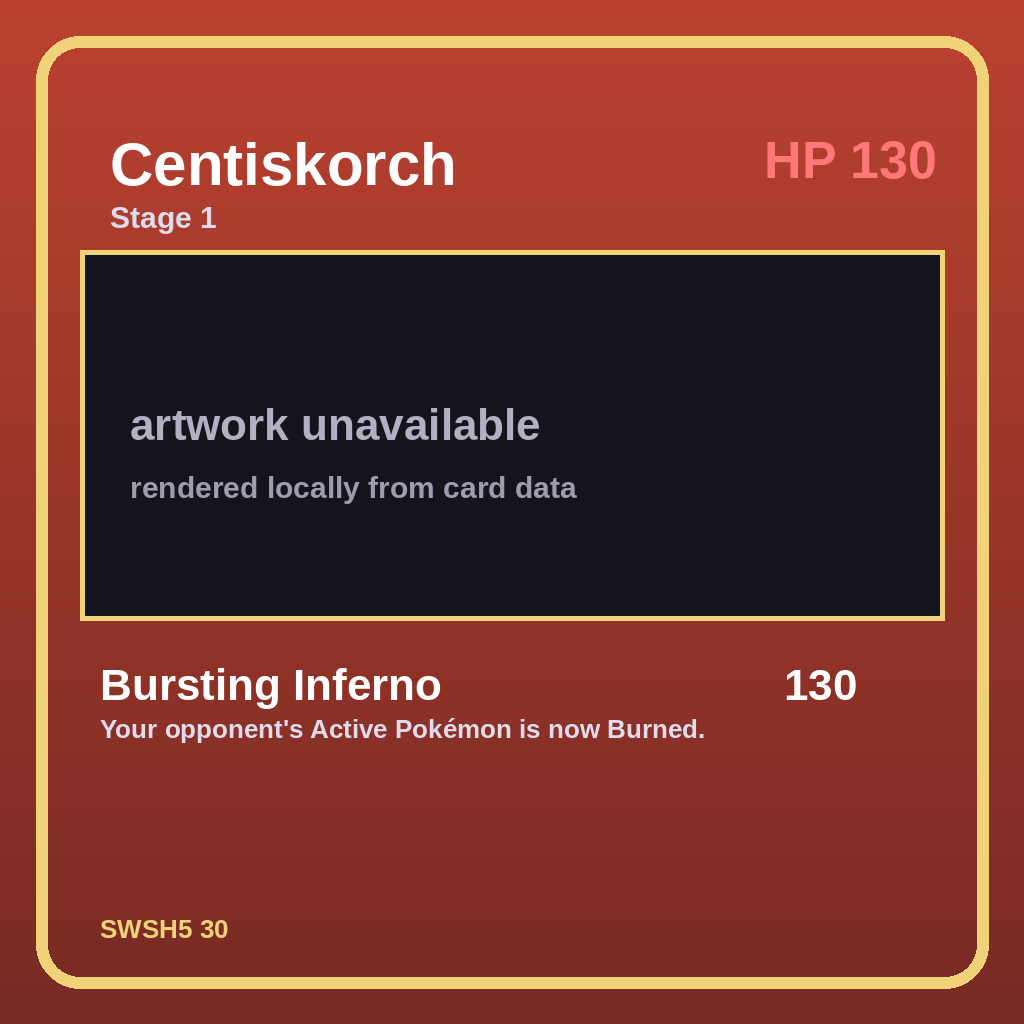 Centiskorch
HP 130
Stage 1
artwork unavailable
rendered locally from card data
Bursting Inferno
130
Your opponent's Active Pokémon is now Burned.
SWSH5 30